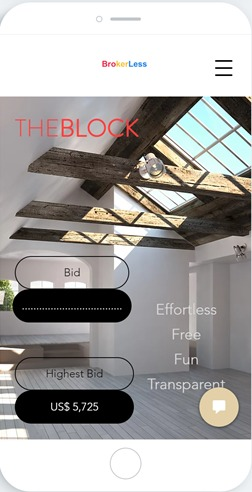 BrokerLess
THEBLOCK
Bid
Effortless
Free
Highest Bid
Fun
Transparent
US$ 5,725